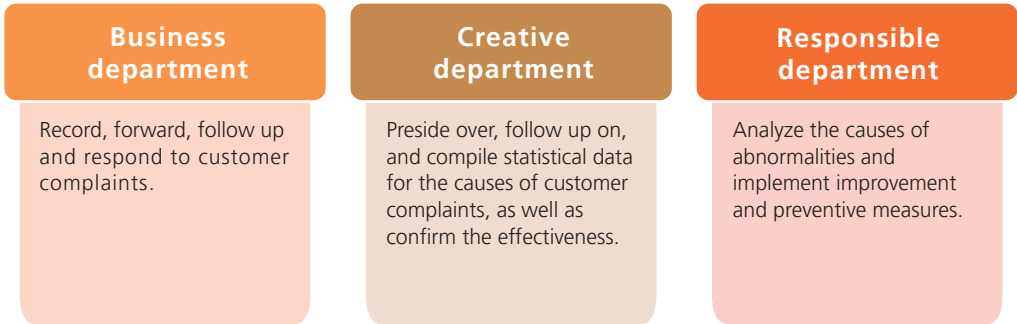 Business
department
Record, forward, follow up
and respond to customer
complaints.
Creative
department
Preside over, follow up on,
and compile statistical data
for the causes of customer
complaints, as well as
confirm the effectiveness.
Responsible
department
Analyze the causes of
abnormalities and
implement improvement
and preventive measures.